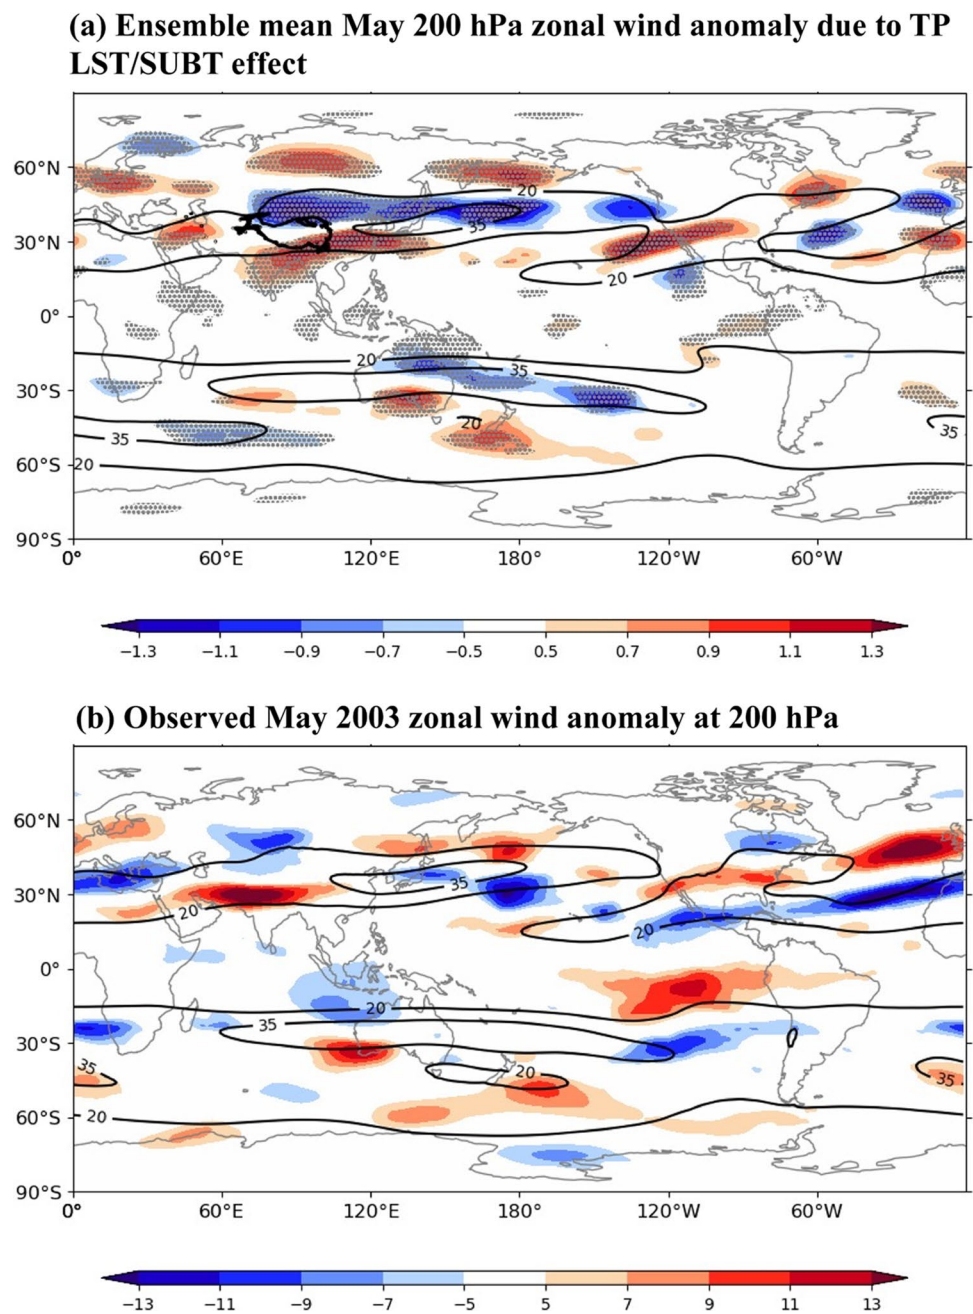 (a) Ensemble mean May 200 hPa zonal wind anomaly due to TP
LST/SUBT effect
60°N
20
35
30°N
20
0°
20
35
30°S
20
35
35
60°S
20
90°S
0° 60°E 120°E 180° 120°W 60°W
−1.3 −1.1 −0.9 −0.7 −0.5 0.5 0.7 0.9 1.1 1.3
(b) Observed May 2003 zonal wind anomaly at 200 hPa
60°N
35
30°N
20
20
0°
20
35
30°S
35
20
35
60°S
20
90°S
0° 60°E 120°E 180° 120°W 60°W
−13 −11 −9 −7 −5 5 7 9 11 13